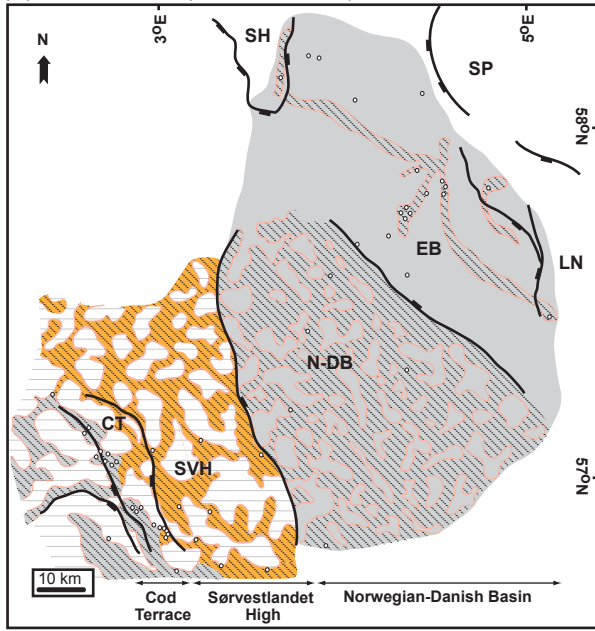 3°E
5°E
N
SH
SP
58°N
EB
LN
N-DB
CT
SVH
57°N
10 km
Cod
Terrace
Sørvestlandet
High
Norwegian-Danish Basin